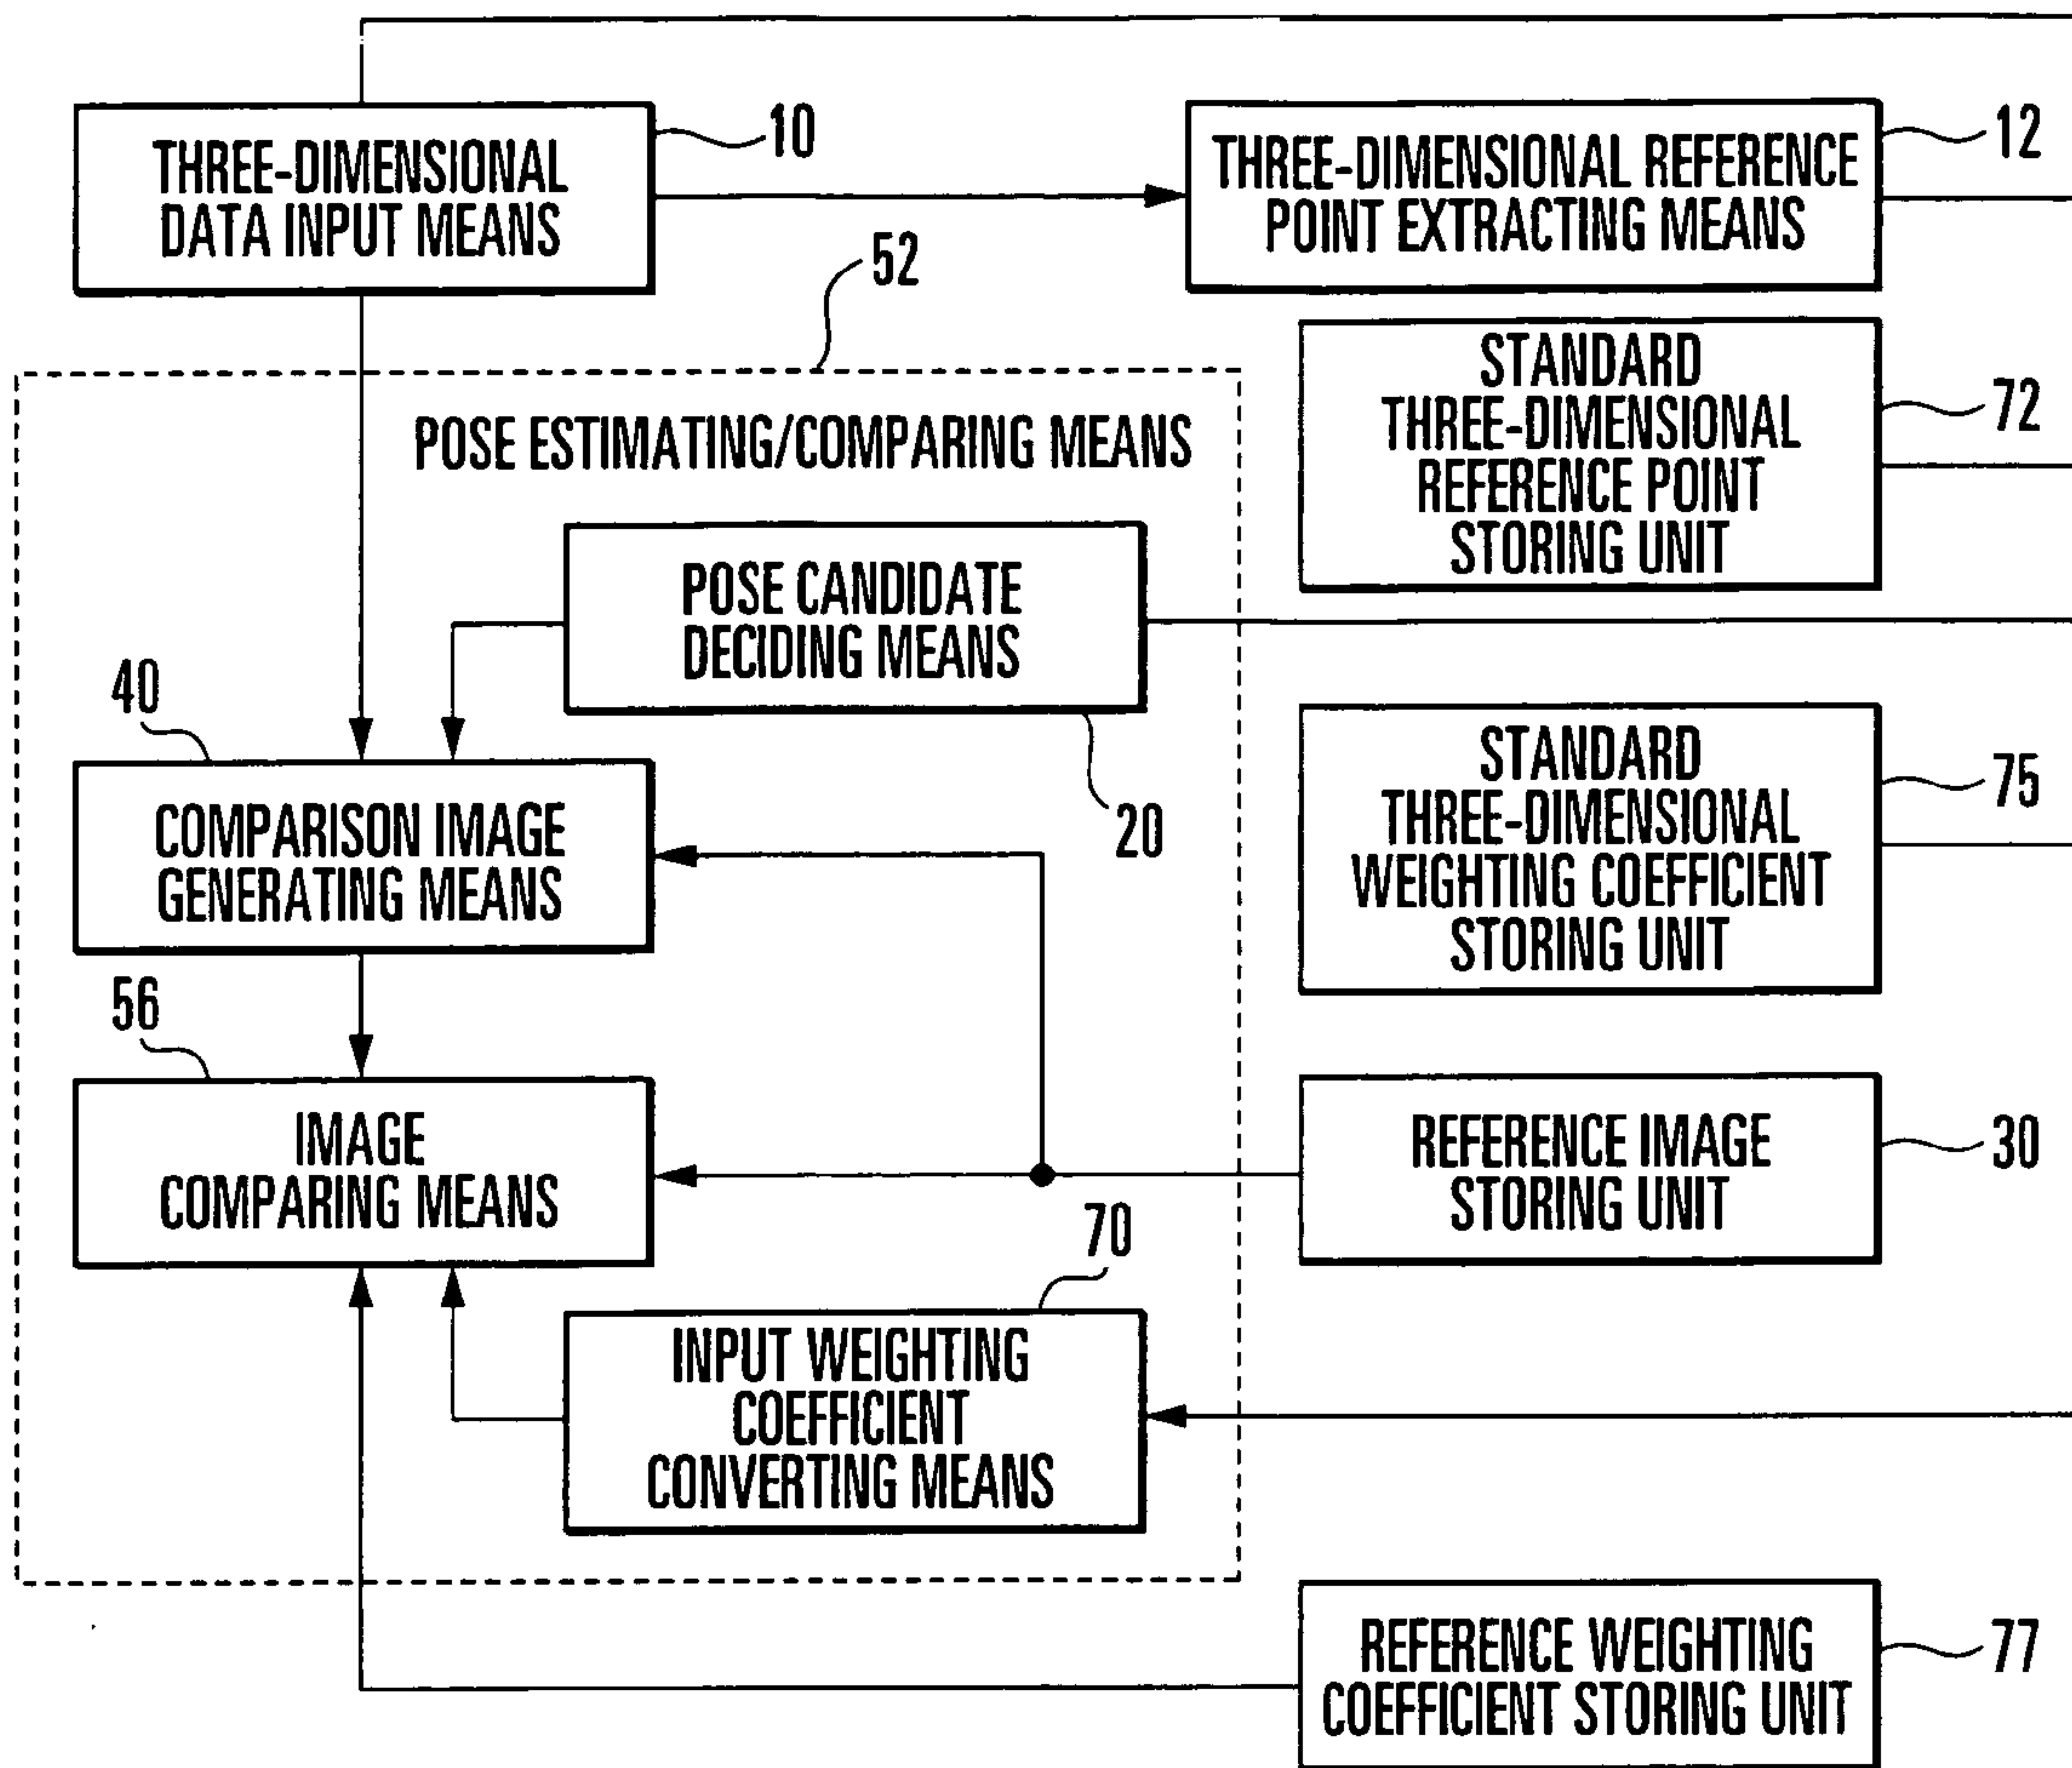 THREE-DIMENSIONAL
DATA INPUT MEANS
10
THREE-DIMENSIONAL REFERENCE
POINT EXTRACTING MEANS
12
52
STANDARD
THREE-DIMENSIONAL
REFERENCE POINT
STORING UNIT
72
POSE ESTIMATING/COMPARING MEANS
POSE CANDIDATE
DECIDING MEANS
20
40
COMPARISON IMAGE
GENERATING MEANS
STANDARD
THREE-DIMENSIONAL
WEIGHTING COEFFICIENT
STORING UNIT
75
56
IMAGE
COMPARING MEANS
REFERENCE IMAGE
STORING UNIT
30
70
INPUT WEIGHTING
COEFFICIENT
CONVERTING MEANS
REFERENCE WEIGHTING
COEFFICIENT STORING UNIT
77